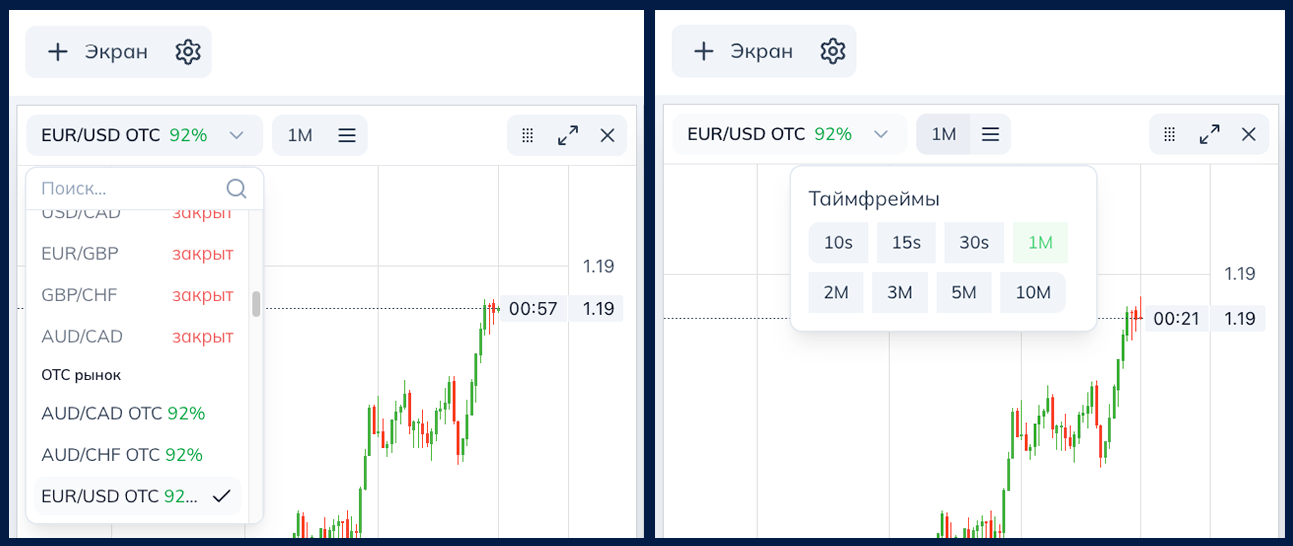 Экран
EUR/USD OTC 92%
1M
Поиск...
USD/CAD закрыт
EUR/GBP закрыт
GBP/CHF закрыт
AUD/CAD закрыт
ОТС рынок
AUD/CAD OTC 92%
AUD/CHF OTC 92%
EUR/USD OTC 92...
1.19
00:57 1.19
Экран
EUR/USD OTC 92%
1M
Таймфреймы
10s 15s 30s 1M
2M 3M 5M 10M
1.19
00:21 1.19